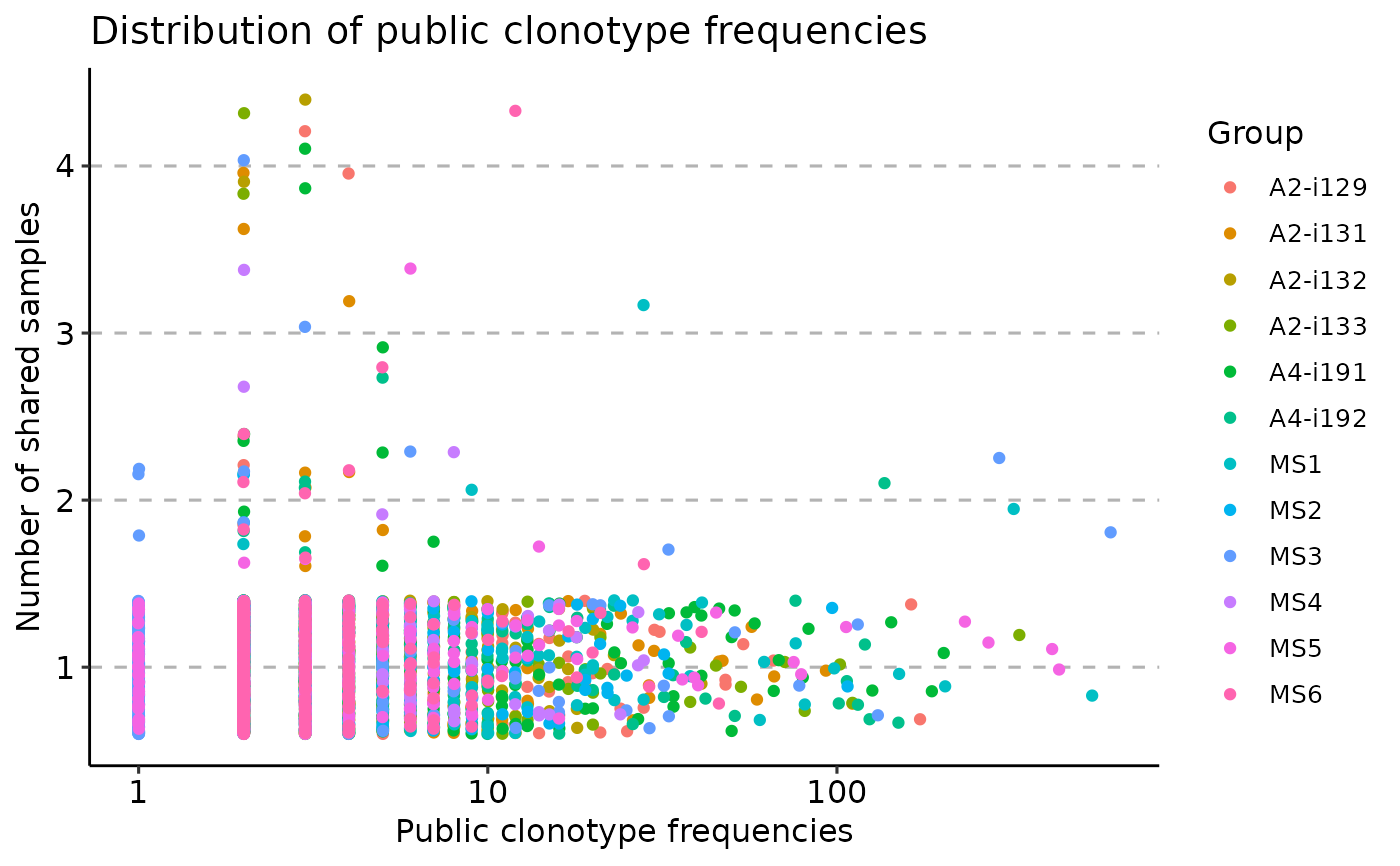 Distribution of public clonotype frequencies
Number of shared samples
4
3
2
1
1 10 100
Public clonotype frequencies
Group
A2-i129
A2-i131
A2-i132
A2-i133
A4-i191
A4-i192
MS1
MS2
MS3
MS4
MS5
MS6